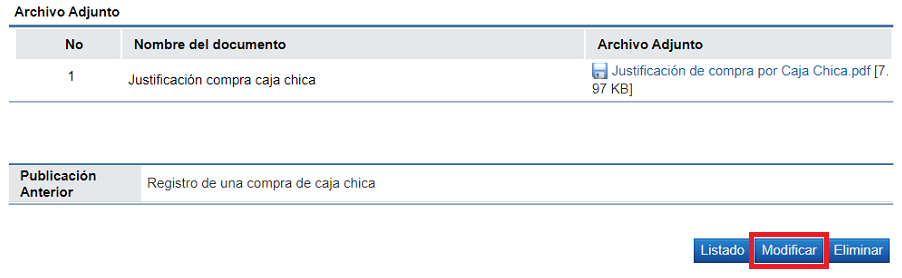 Archivo Adjunto
No Nombre del documento Archivo Adjunto
1 Justificación compra caja chica Justificación de compra por Caja Chica.pdf [7.
97 KB]
Publicación
Anterior
Registro de una compra de caja chica
Listado Modificar Eliminar